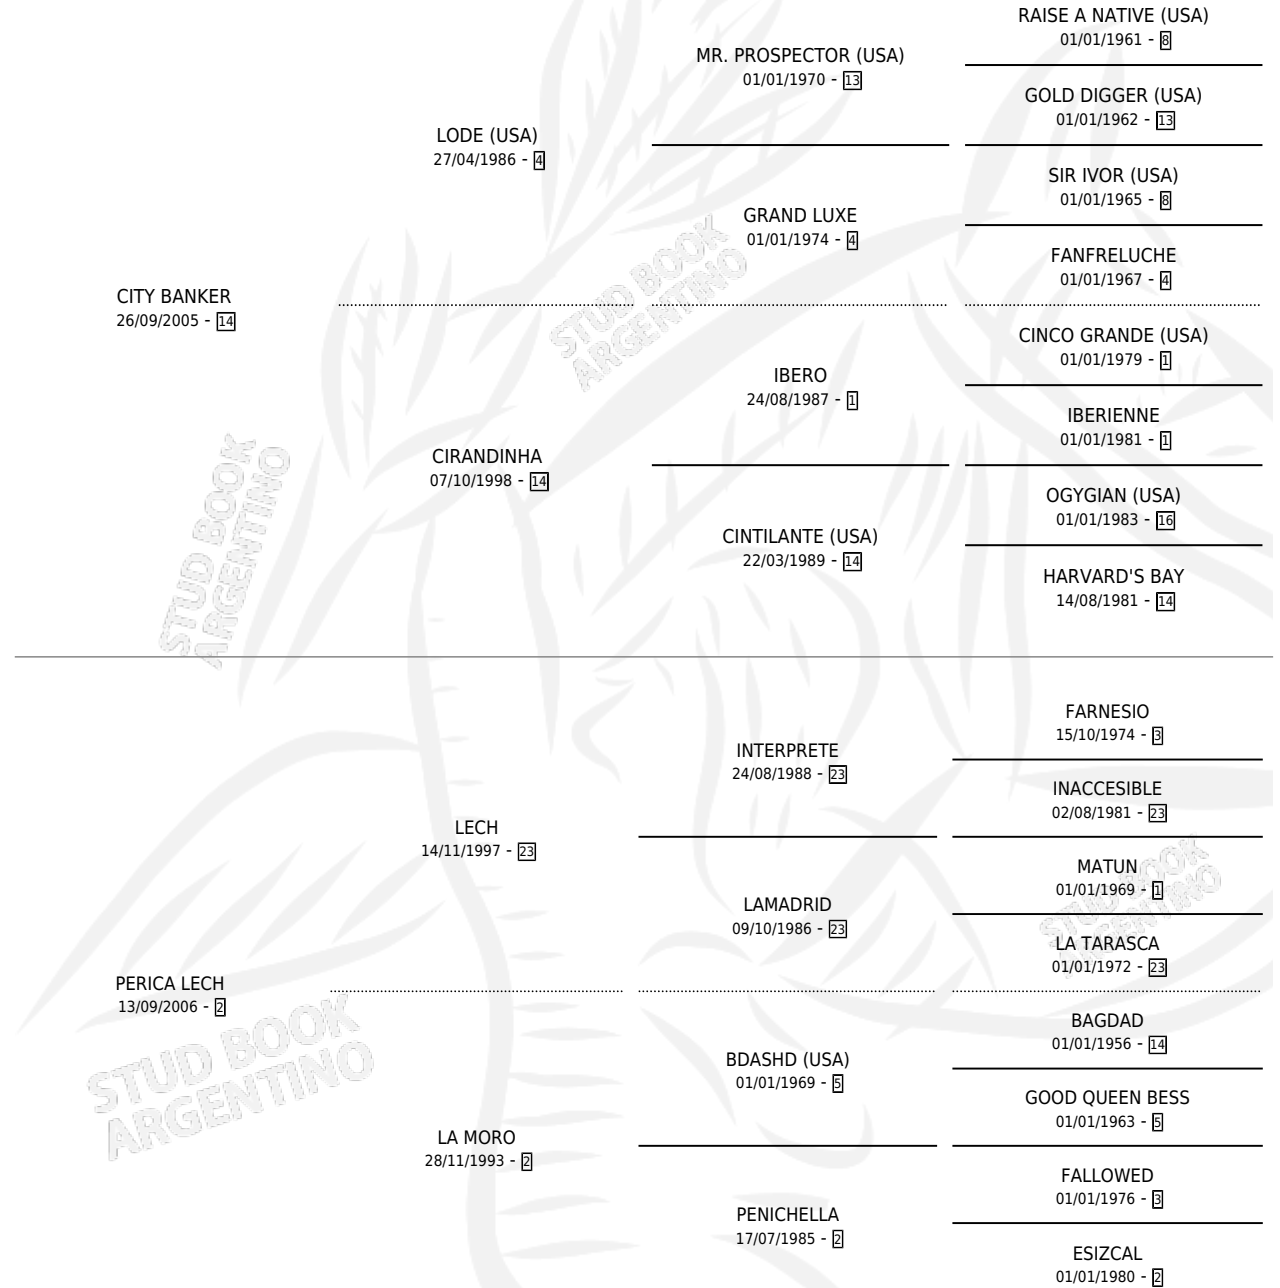 RAISE A NATIVE (USA)
01/01/1961 - 8
MR. PROSPECTOR (USA)
01/01/1970 - 13
GOLD DIGGER (USA)
01/01/1962 - 13
LODE (USA)
27/04/1986 - 4
SIR IVOR (USA)
01/01/1965 - 8
GRAND LUXE
01/01/1974 - 4
FANFRELUCHE
01/01/1967 - 4
CITY BANKER
26/09/2005 - 14
STUD BOOK
ARGENTINO
CINCO GRANDE (USA)
01/01/1979 - 1
IBERO
24/08/1987 - 1
IBERIENNE
01/01/1981 - 1
CIRANDINHA
07/10/1998 - 14
OGYGIAN (USA)
01/01/1983 - 16
CINTILANTE (USA)
22/03/1989 - 14
HARVARD'S BAY
14/08/1981 - 14
STUD BOOK
ARGENTINO
FARNESIO
15/10/1974 - 3
INTERPRETE
24/08/1988 - 23
INACCESIBLE
02/08/1981 - 23
LECH
14/11/1997 - 23
MATUN
01/01/1969 - 1
LAMADRID
09/10/1986 - 23
STUD BOOK
ARGENTINO
LA TARASCA
01/01/1972 - 23
PERICA LECH
13/09/2006 - 2
BAGDAD
01/01/1956 - 14
BDASHD (USA)
01/01/1969 - 5
GOOD QUEEN BESS
01/01/1963 - 5
STUD BOOK
ARGENTINO
LA MORO
28/11/1993 - 2
FALLOWED
01/01/1976 - 3
PENICHELLA
17/07/1985 - 2
ESIZCAL
01/01/1980 - 2